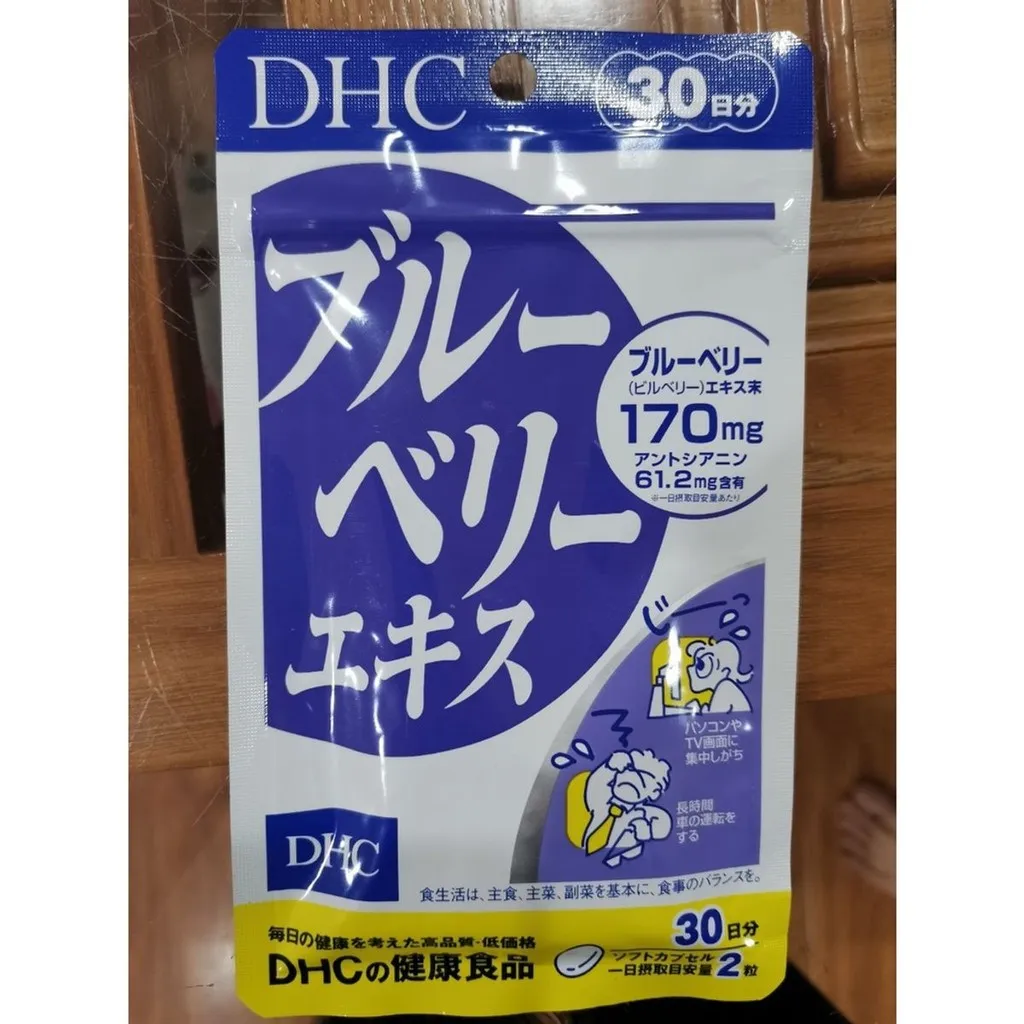 DHC
30日分
ブルー
ベリー
エキス
ブルーベリー
(ビルベリー)エキス末
170mg
アントシアニン
61.2mg含有
※一日摂取目安量あたり
じーっ
パソコンや
TV画面に
集中しがち
長時間
車の運転を
する
DHC
食生活は、主食、主菜、副菜を基本に、食事のバランスを。
毎日の健康を考えた高品質・低価格
DHCの健康食品
30日分
ソフトカプセル
一日摂取目安量2粒